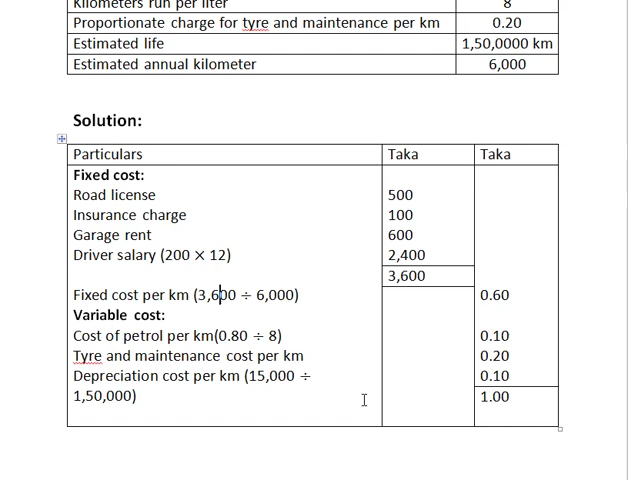 Kilometers run per liter 8
Proportionate charge for tyre and maintenance per km 0.20
Estimated life 1,50,0000 km
Estimated annual kilometer 6,000
Solution:
Particulars Taka Taka
Fixed cost:
Road license 500
Insurance charge 100
Garage rent 600
Driver salary (200 × 12) 2,400
3,600
Fixed cost per km (3,600 ÷ 6,000) 0.60
Variable cost:
Cost of petrol per km(0.80 ÷ 8) 0.10
Tyre and maintenance cost per km 0.20
Depreciation cost per km (15,000 ÷ 0.10
1,50,000) 1.00